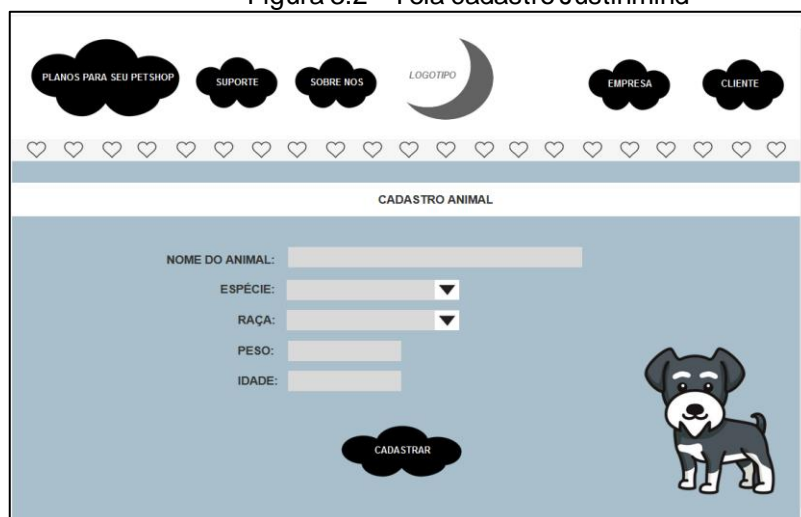 Figura 3.2 – Tela cadastro Justinmind
PLANOS PARA SEU PETSHOP
SUPORTE
SOBRE NOS
LOGOTIPO
EMPRESA
CLIENTE
CADASTRO ANIMAL
NOME DO ANIMAL:
ESPÉCIE:
RAÇA:
PESO:
IDADE:
CADASTRAR